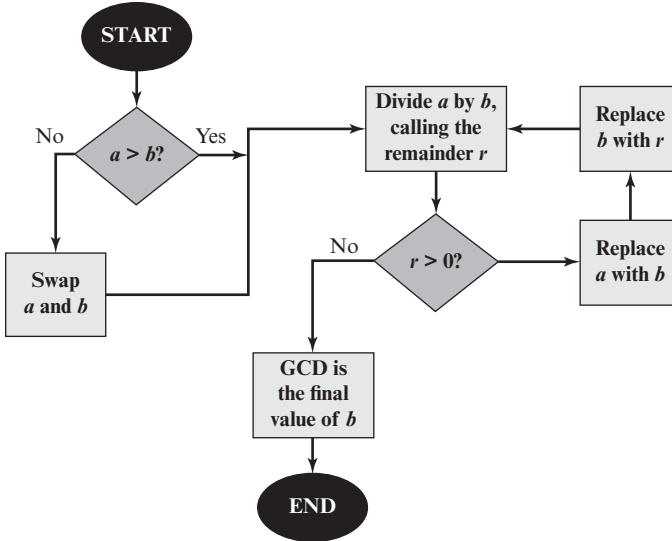 START
No
Yes
a > b?
Swap
a and b
Divide a by b,
calling the
remainder r
Replace
b with r
No
r > 0?
Replace
a with b
GCD is
the final
value of b
END